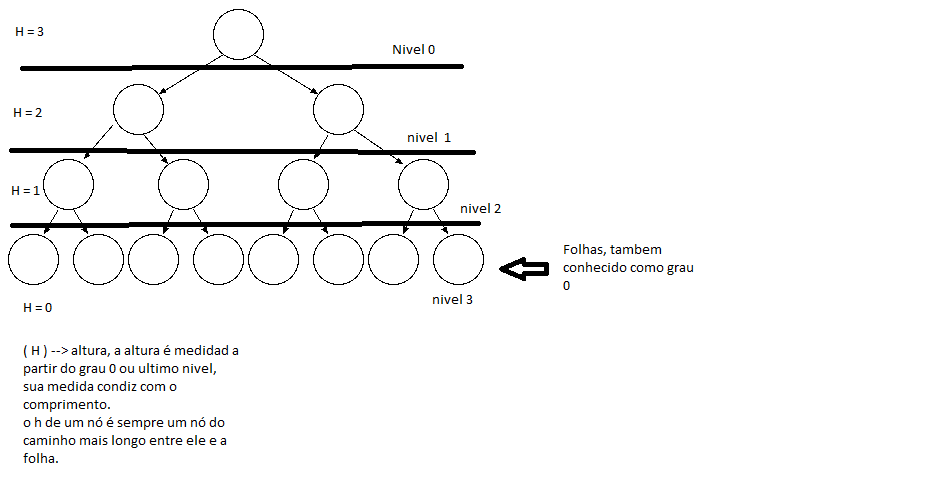 H = 3
Nivel 0
H = 2
nivel  1
H = 1
nivel 2
Folhas, tambem
conhecido como grau
0
nivel 3
H = 0
( H ) --> altura, a altura é medidad a
partir do grau 0 ou ultimo nivel,
sua medida condiz com o
comprimento.
o h de um nó é sempre um nó do
caminho mais longo entre ele e a
folha.